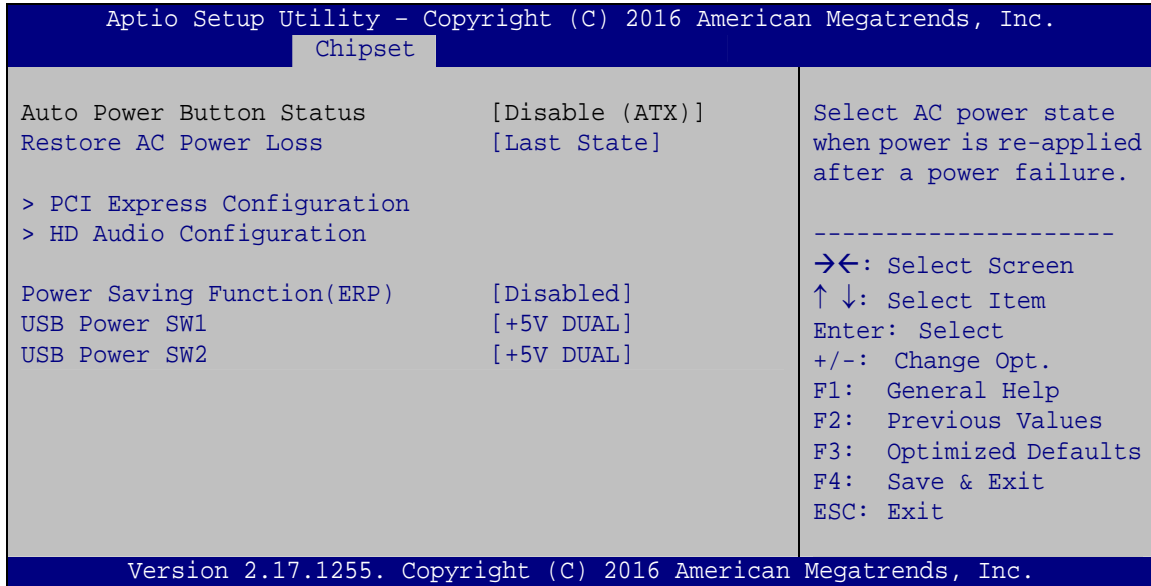 Aptio Setup Utility – Copyright (C) 2016 American Megatrends, Inc.
Chipset
Auto Power Button Status [Disable (ATX)]
Restore AC Power Loss [Last State]
> PCI Express Configuration
> HD Audio Configuration
Power Saving Function(ERP) [Disabled]
USB Power SW1 [+5V DUAL]
USB Power SW2 [+5V DUAL]
Select AC power state
when power is re-applied
after a power failure.
---------------------
→←: Select Screen
↑ ↓: Select Item
Enter: Select
+/-: Change Opt.
F1: General Help
F2: Previous Values
F3: Optimized Defaults
F4: Save & Exit
ESC: Exit
Version 2.17.1255. Copyright (C) 2016 American Megatrends, Inc.